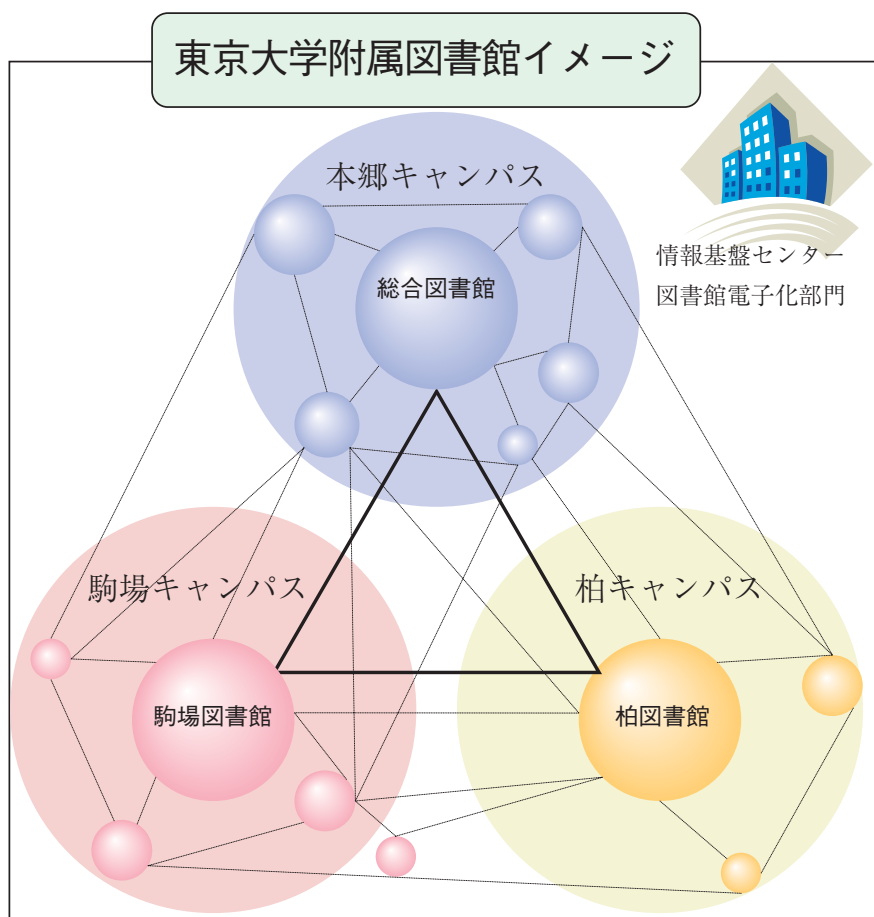 東京大学附属図書館イメージ
本郷キャンパス
総合図書館
情報基盤センター
図書館電子化部門
駒場キャンパス
柏キャンパス
駒場図書館
柏図書館